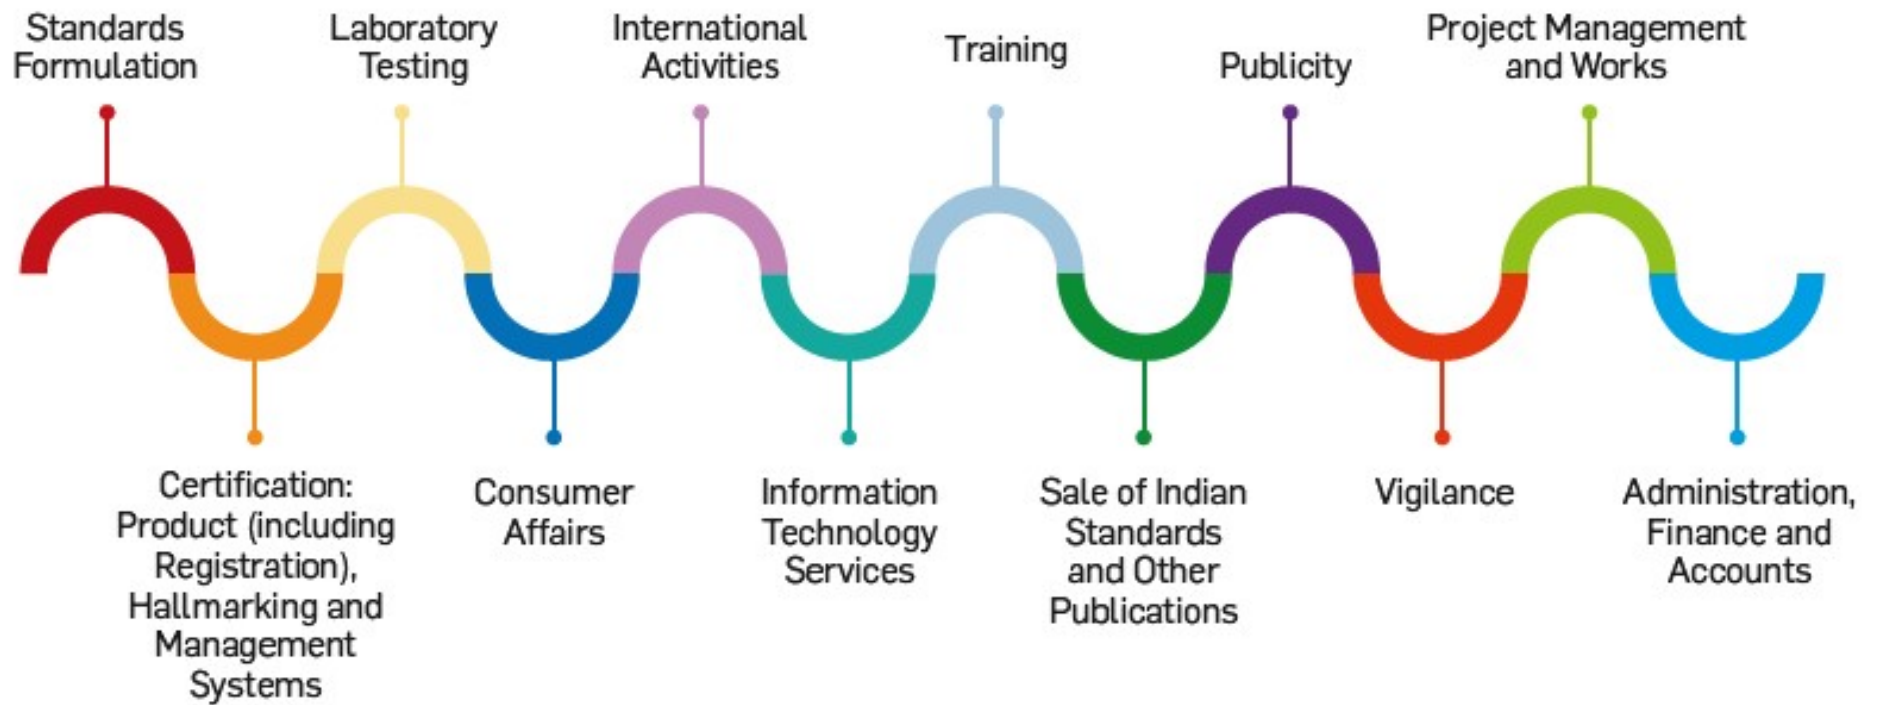 Standards
Formulation
Laboratory
Testing
International
Activities
Training
Publicity
Project Management
and Works
Certification:
Product (including
Registration),
Hallmarking and
Management
Systems
Consumer
Affairs
Information
Technology
Services
Sale of Indian
Standards
and Other
Publications
Vigilance
Administration,
Finance and
Accounts